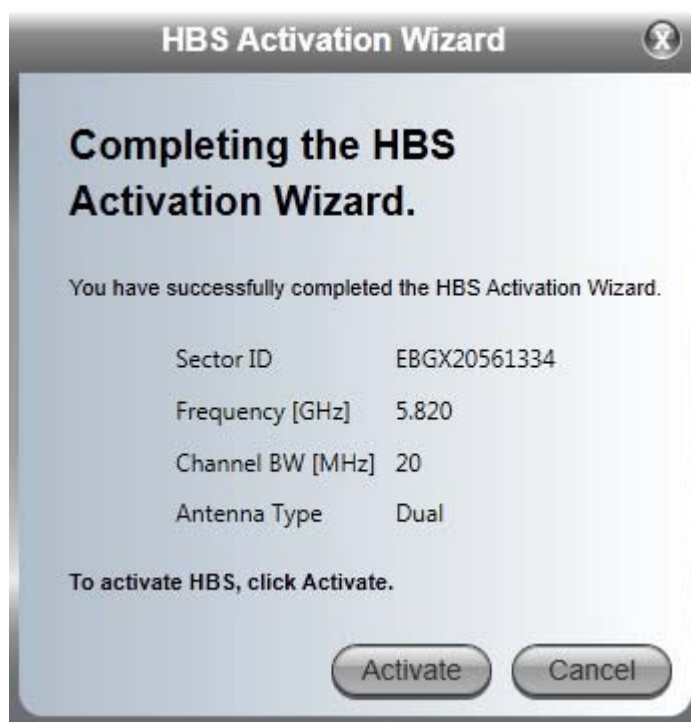 HBS Activation Wizard
X
Completing the HBS
Activation Wizard.
You have successfully completed the HBS Activation Wizard.
Sector ID EBGX20561334
Frequency [GHz] 5.820
Channel BW [MHz] 20
Antenna Type Dual
To activate HBS, click Activate.
Activate Cancel